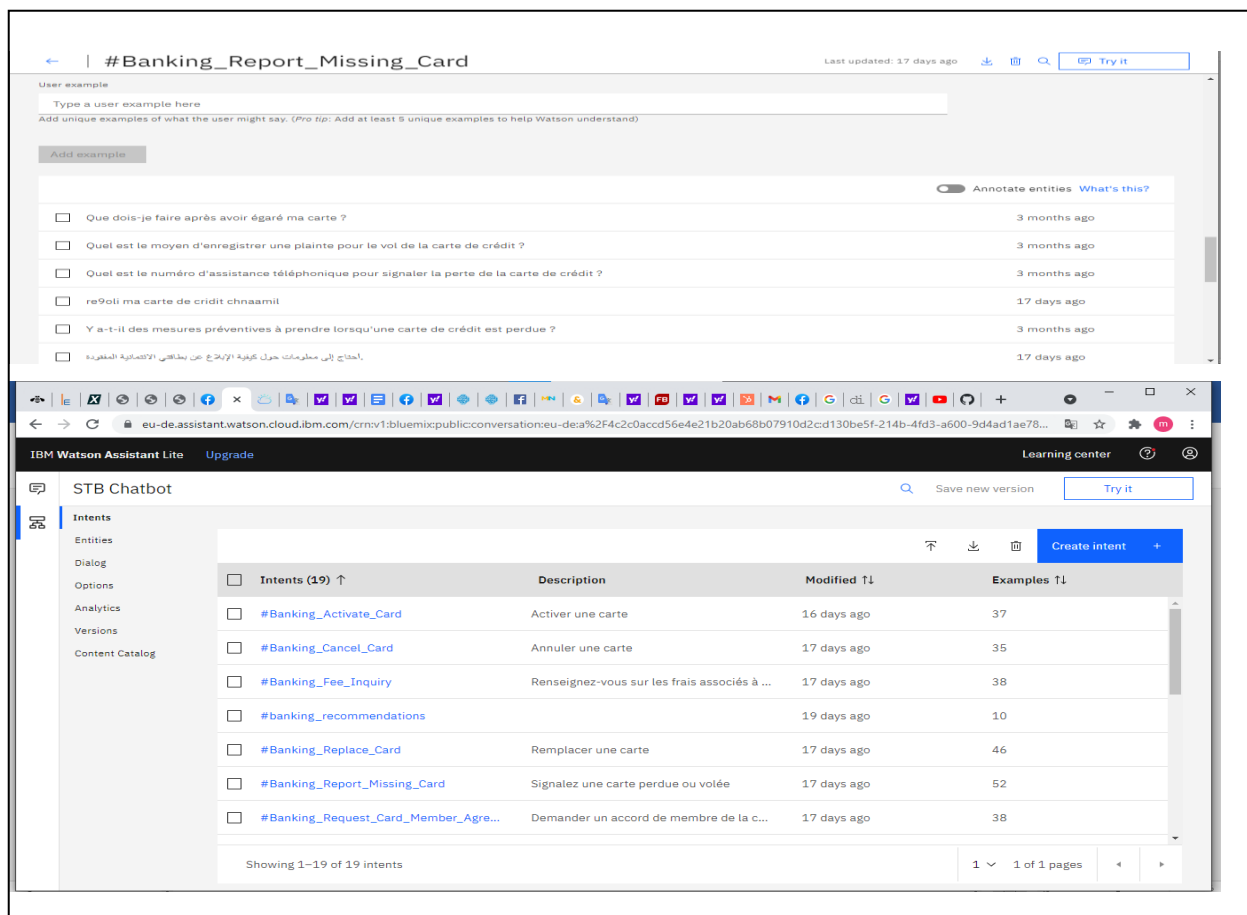 #Banking_Report_Missing_Card Last updated: 17 days ago Try it
User example
Type a user example here
Add unique examples of what the user might say. (Pro tip: Add at least 5 unique examples to help Watson understand)
Add example
Annotate entities What's this?
Que dois-je faire après avoir égaré ma carte ? 3 months ago
Quel est le moyen d'enregistrer une plainte pour le vol de la carte de crédit ? 3 months ago
Quel est le numéro d'assistance téléphonique pour signaler la perte de la carte de crédit ? 3 months ago
re9oli ma carte de cridit chnaamil 17 days ago
Y a-t-il des mesures préventives à prendre lorsqu'une carte de crédit est perdue ? 3 months ago
أحتاج إلى معلومات حول كيفية الإبلاغ عن بطاقتي الائتمانية المفقودة. 17 days ago
eu-de.assistant.watson.cloud.ibm.com/crn:v1:bluemix:public:conversation:eu-de:a%2F4c2c0accd56e4e21b20ab68b07910d2c:d130be5f-214b-4fd3-a600-9d4ad1ae78...
IBM Watson Assistant Lite Upgrade Learning center
STB Chatbot Save new version Try it
Intents
Entities
Dialog
Options
Analytics
Versions
Content Catalog
Create intent +
Intents (19) ↑ Description Modified ↑↓ Examples ↑↓
#Banking_Activate_Card Activer une carte 16 days ago 37
#Banking_Cancel_Card Annuler une carte 17 days ago 35
#Banking_Fee_Inquiry Renseignez-vous sur les frais associés à ... 17 days ago 38
#banking_recommendations 19 days ago 10
#Banking_Replace_Card Remplacer une carte 17 days ago 46
#Banking_Report_Missing_Card Signalez une carte perdue ou volée 17 days ago 52
#Banking_Request_Card_Member_Agre... Demander un accord de membre de la c... 17 days ago 38
Showing 1–19 of 19 intents 1 1 of 1 pages